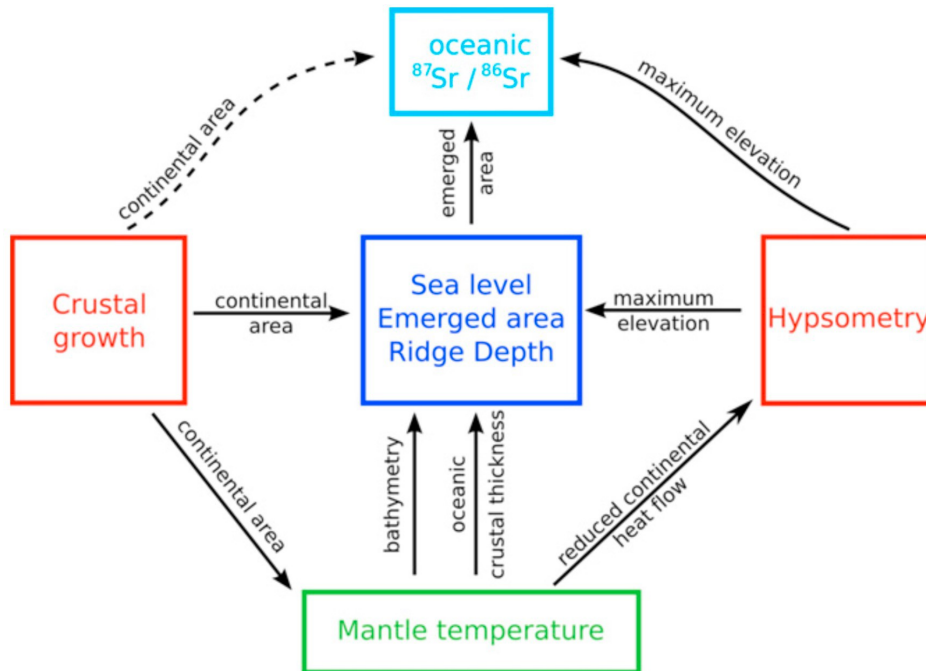 oceanic
⁸⁷Sr / ⁸⁶Sr
continental area
maximum elevation
emerged
area
Crustal
growth
continental
area
Sea level
Emerged area
Ridge Depth
maximum
elevation
Hypsometry
continental area
bathymetry
oceanic
crustal thickness
reduced continental
heat flow
Mantle temperature